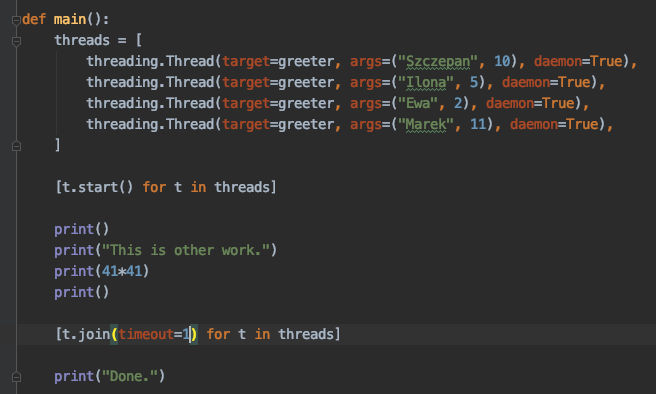 def main():
    threads = [
        threading.Thread(target=greeter, args=("Szczepan", 10), daemon=True),
        threading.Thread(target=greeter, args=("Ilona", 5), daemon=True),
        threading.Thread(target=greeter, args=("Ewa", 2), daemon=True),
        threading.Thread(target=greeter, args=("Marek", 11), daemon=True),
    ]
    [t.start() for t in threads]
    print()
    print("This is other work.")
    print(41*41)
    print()
    [t.join(timeout=1) for t in threads]
    print("Done.")